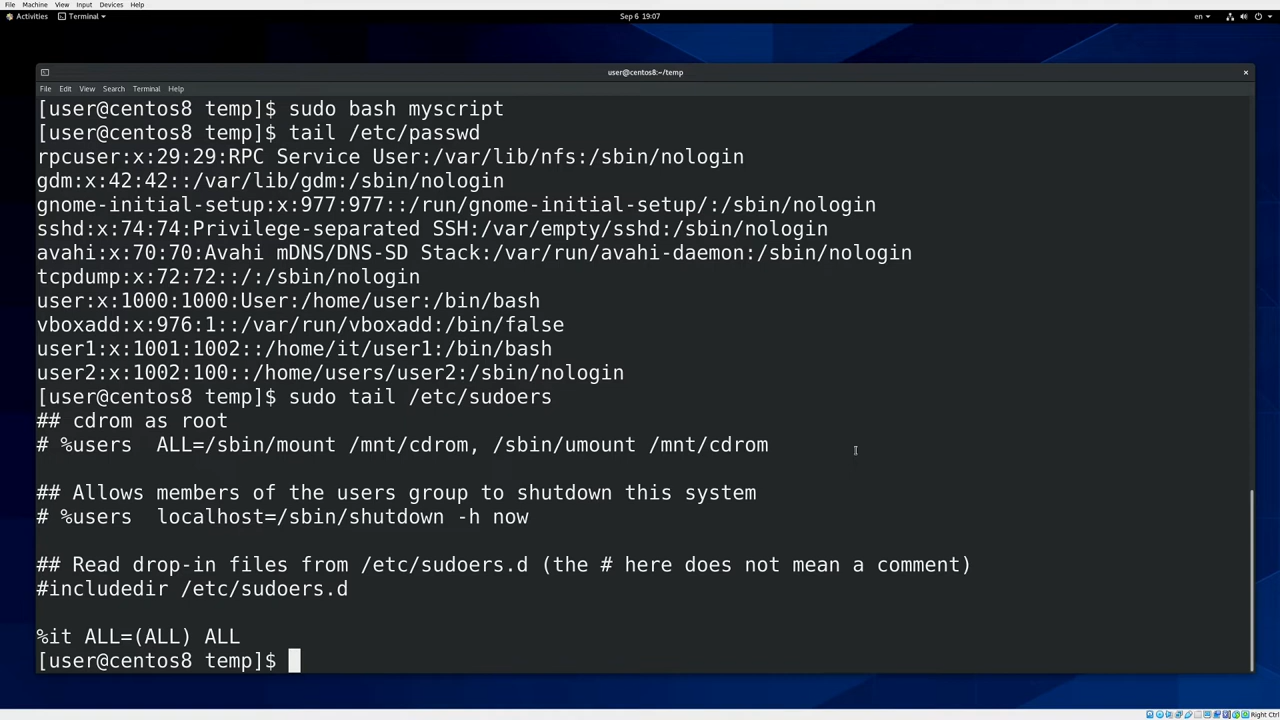 File Machine View Input Devices Help
Activities Terminal Sep 6 19:07 en
user@centos8:~/temp ×
File Edit View Search Terminal Help
[user@centos8 temp]$ sudo bash myscript
[user@centos8 temp]$ tail /etc/passwd
rpcuser:x:29:29:RPC Service User:/var/lib/nfs:/sbin/nologin
gdm:x:42:42::/var/lib/gdm:/sbin/nologin
gnome-initial-setup:x:977:977::/run/gnome-initial-setup/:/sbin/nologin
sshd:x:74:74:Privilege-separated SSH:/var/empty/sshd:/sbin/nologin
avahi:x:70:70:Avahi mDNS/DNS-SD Stack:/var/run/avahi-daemon:/sbin/nologin
tcpdump:x:72:72::/:/sbin/nologin
user:x:1000:1000:User:/home/user:/bin/bash
vboxadd:x:976:1::/var/run/vboxadd:/bin/false
user1:x:1001:1002::/home/it/user1:/bin/bash
user2:x:1002:100::/home/users/user2:/sbin/nologin
[user@centos8 temp]$ sudo tail /etc/sudoers
## cdrom as root
# %users  ALL=/sbin/mount /mnt/cdrom, /sbin/umount /mnt/cdrom
## Allows members of the users group to shutdown this system
# %users  localhost=/sbin/shutdown -h now
## Read drop-in files from /etc/sudoers.d (the # here does not mean a comment)
#includedir /etc/sudoers.d
%it ALL=(ALL) ALL
[user@centos8 temp]$
Right Ctrl